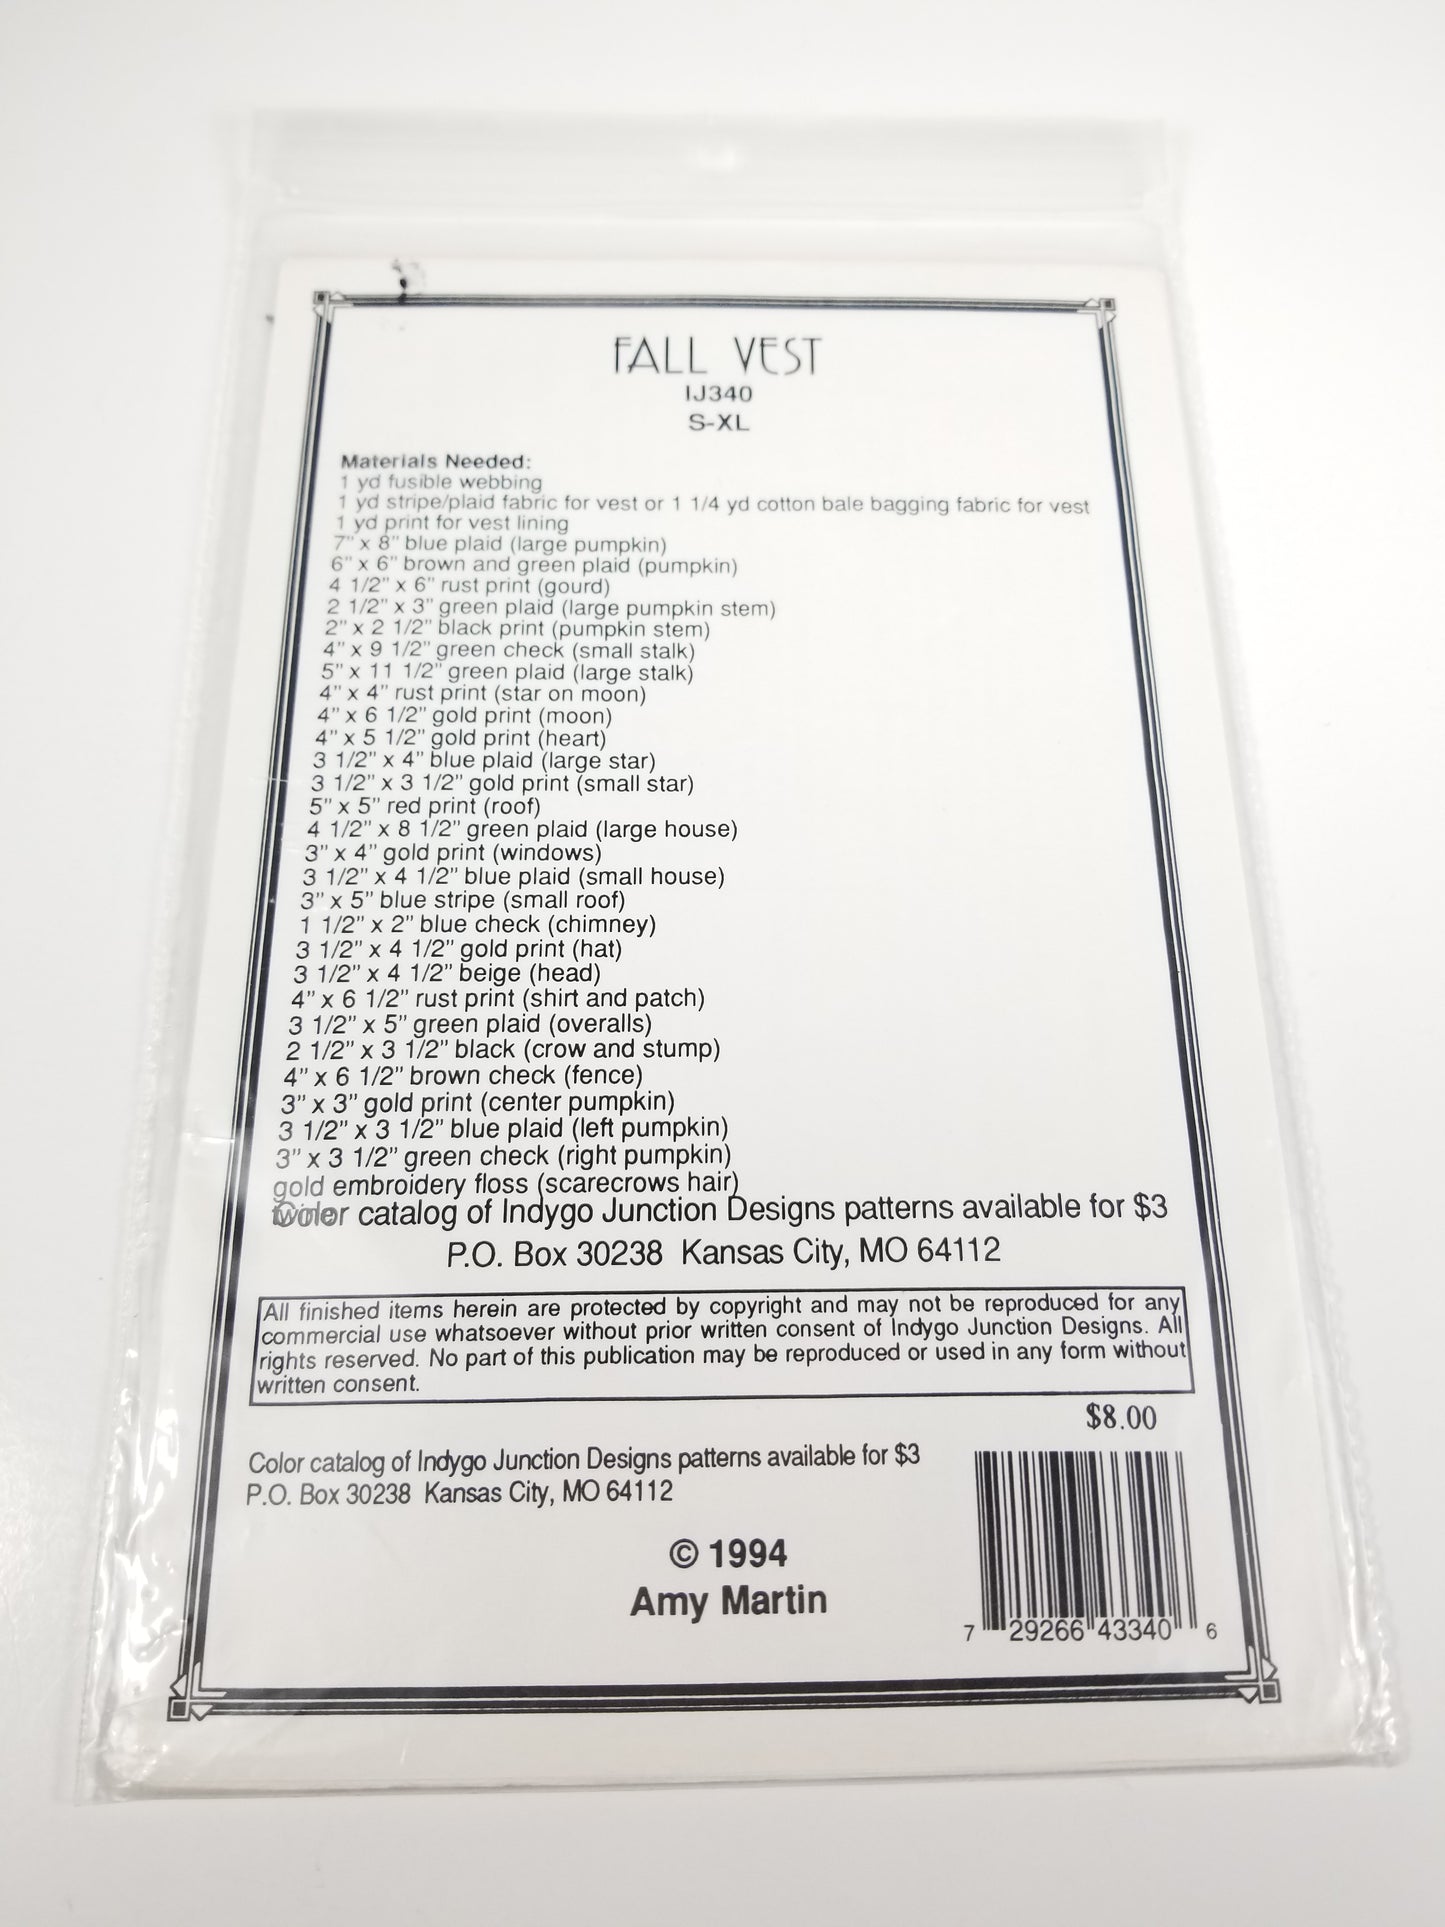 FALL VEST
IJ340
S-XL
Materials Needed:
1 yd fusible webbing
1 yd stripe/plaid fabric for vest or 1 1/4 yd cotton bale bagging fabric for vest
1 yd print for vest lining
7" x 8" blue plaid (large pumpkin)
6" x 6" brown and green plaid (pumpkin)
4 1/2" x 6" rust print (gourd)
2 1/2" x 3" green plaid (large pumpkin stem)
2" x 2 1/2" black print (pumpkin stem)
4" x 9 1/2" green check (small stalk)
5" x 11 1/2" green plaid (large stalk)
4" x 4" rust print (star on moon)
4" x 6 1/2" gold print (moon)
4" x 5 1/2" gold print (heart)
3 1/2" x 4" blue plaid (large star)
3 1/2" x 3 1/2" gold print (small star)
5" x 5" red print (roof)
4 1/2" x 8 1/2" green plaid (large house)
3" x 4" gold print (windows)
3 1/2" x 4 1/2" blue plaid (small house)
3" x 5" blue stripe (small roof)
1 1/2" x 2" blue check (chimney)
3 1/2" x 4 1/2" gold print (hat)
3 1/2" x 4 1/2" beige (head)
4" x 6 1/2" rust print (shirt and patch)
3 1/2" x 5" green plaid (overalls)
2 1/2" x 3 1/2" black (crow and stump)
4" x 6 1/2" brown check (fence)
3" x 3" gold print (center pumpkin)
3 1/2" x 3 1/2" blue plaid (left pumpkin)
3" x 3 1/2" green check (right pumpkin)
gold embroidery floss (scarecrows hair)
twine
Color catalog of Indygo Junction Designs patterns available for $3
P.O. Box 30238 Kansas City, MO 64112
All finished items herein are protected by copyright and may not be reproduced for any
commercial use whatsoever without prior written consent of Indygo Junction Designs. All
rights reserved. No part of this publication may be reproduced or used in any form without
written consent.
$8.00
Color catalog of Indygo Junction Designs patterns available for $3
P.O. Box 30238 Kansas City, MO 64112
© 1994
Amy Martin
7 29266 43340 6